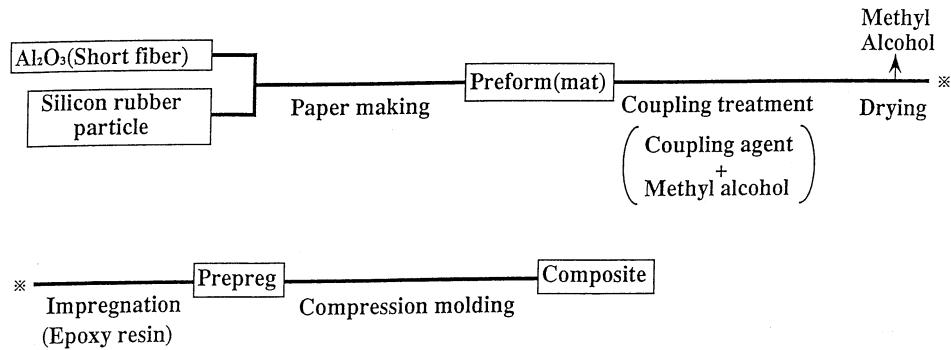 Al₂O₃(Short fiber)
Silicon rubber
particle
Paper making
Preform(mat)
Coupling treatment
Coupling agent
+
Methyl alcohol
Methyl
Alcohol
Drying
※
※
Impregnation
(Epoxy resin)
Prepreg
Compression molding
Composite